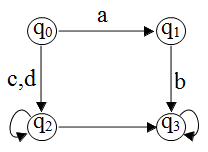 a
q₀ q₁
c,d b
q₂ q₃